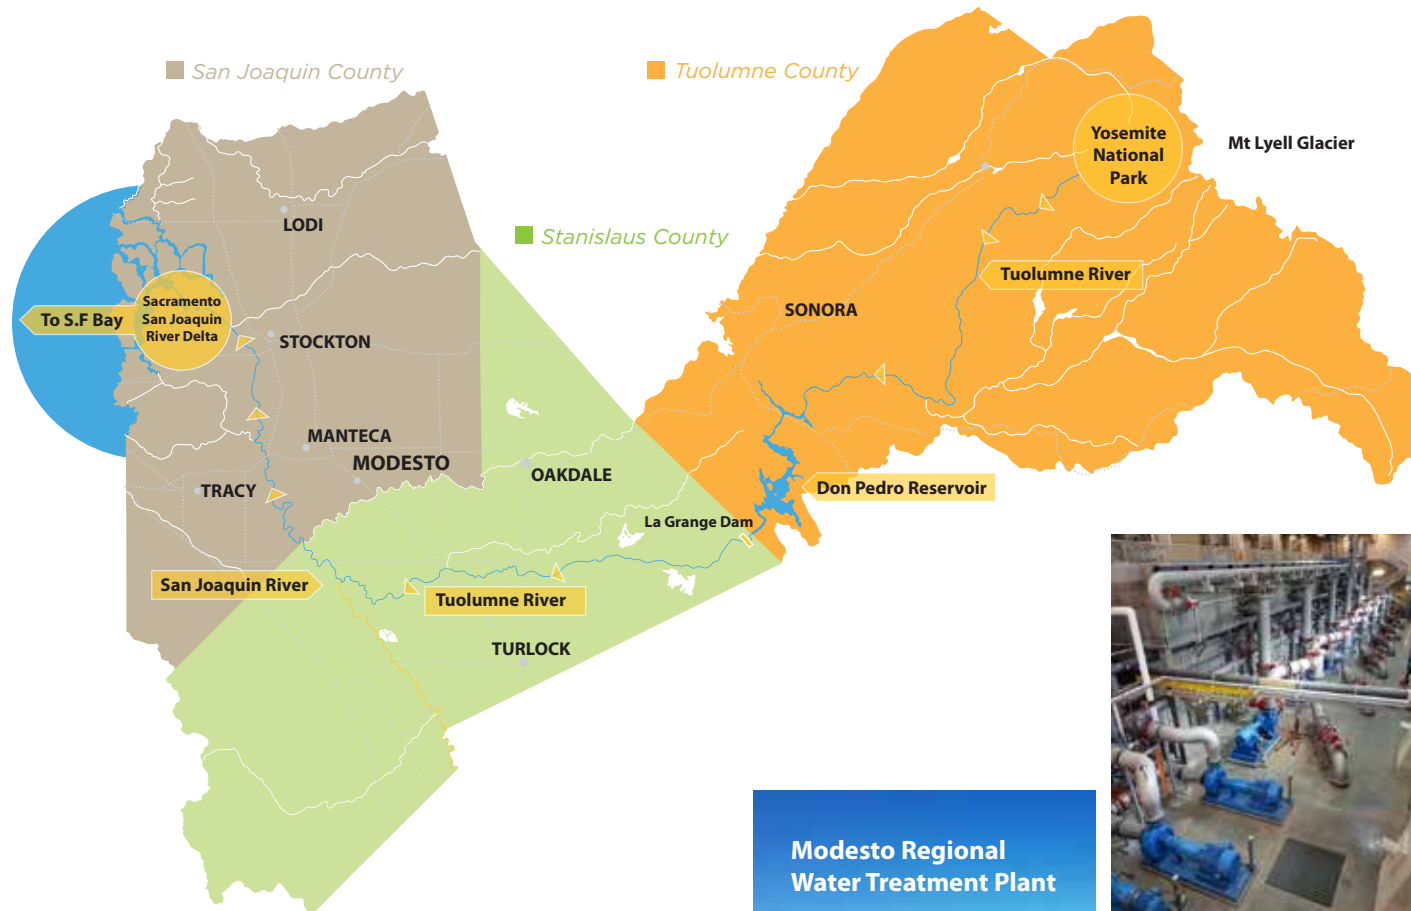 San Joaquin County
Tuolumne County
Yosemite
National
Park
Mt Lyell Glacier
LODI
Stanislaus County
Tuolumne River
Sacramento
San Joaquin
River Delta
To S.F Bay
SONORA
STOCKTON
MANTECA
MODESTO
OAKDALE
TRACY
Don Pedro Reservoir
La Grange Dam
San Joaquin River
Tuolumne River
TURLOCK
Modesto Regional
Water Treatment Plant